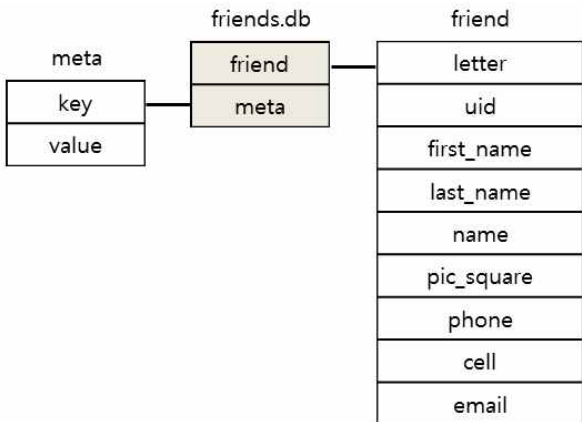 friends.db
friend
meta
meta
key
value
friend
letter
uid
first_name
last_name
name
pic_square
phone
cell
email